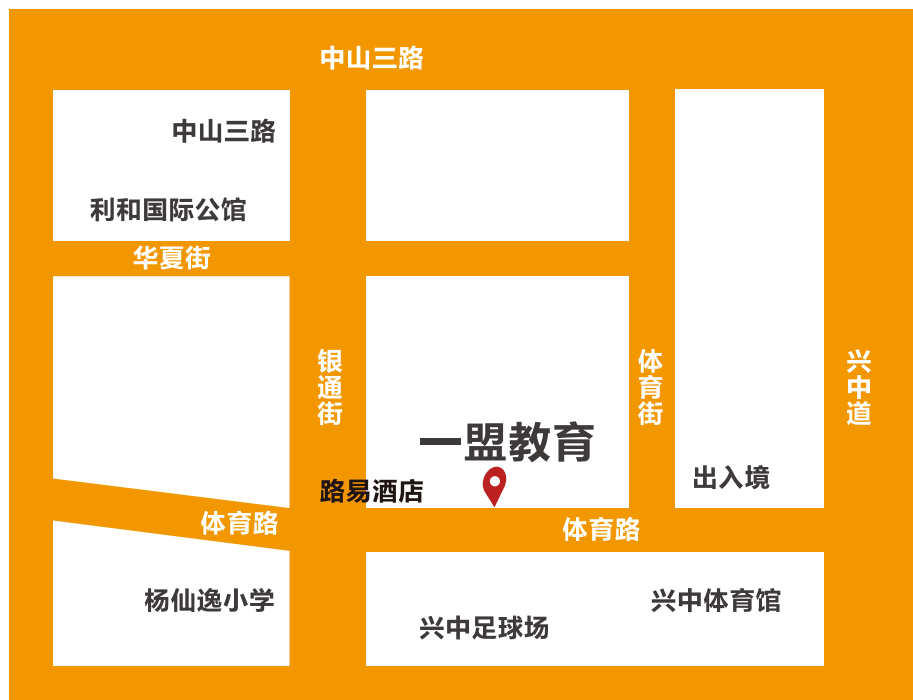 中山三路
中山三路
利和国际公馆
华夏街
银通街
体育街
兴中道
一盟教育
出入境
路易酒店
体育路
体育路
杨仙逸小学
兴中体育馆
兴中足球场